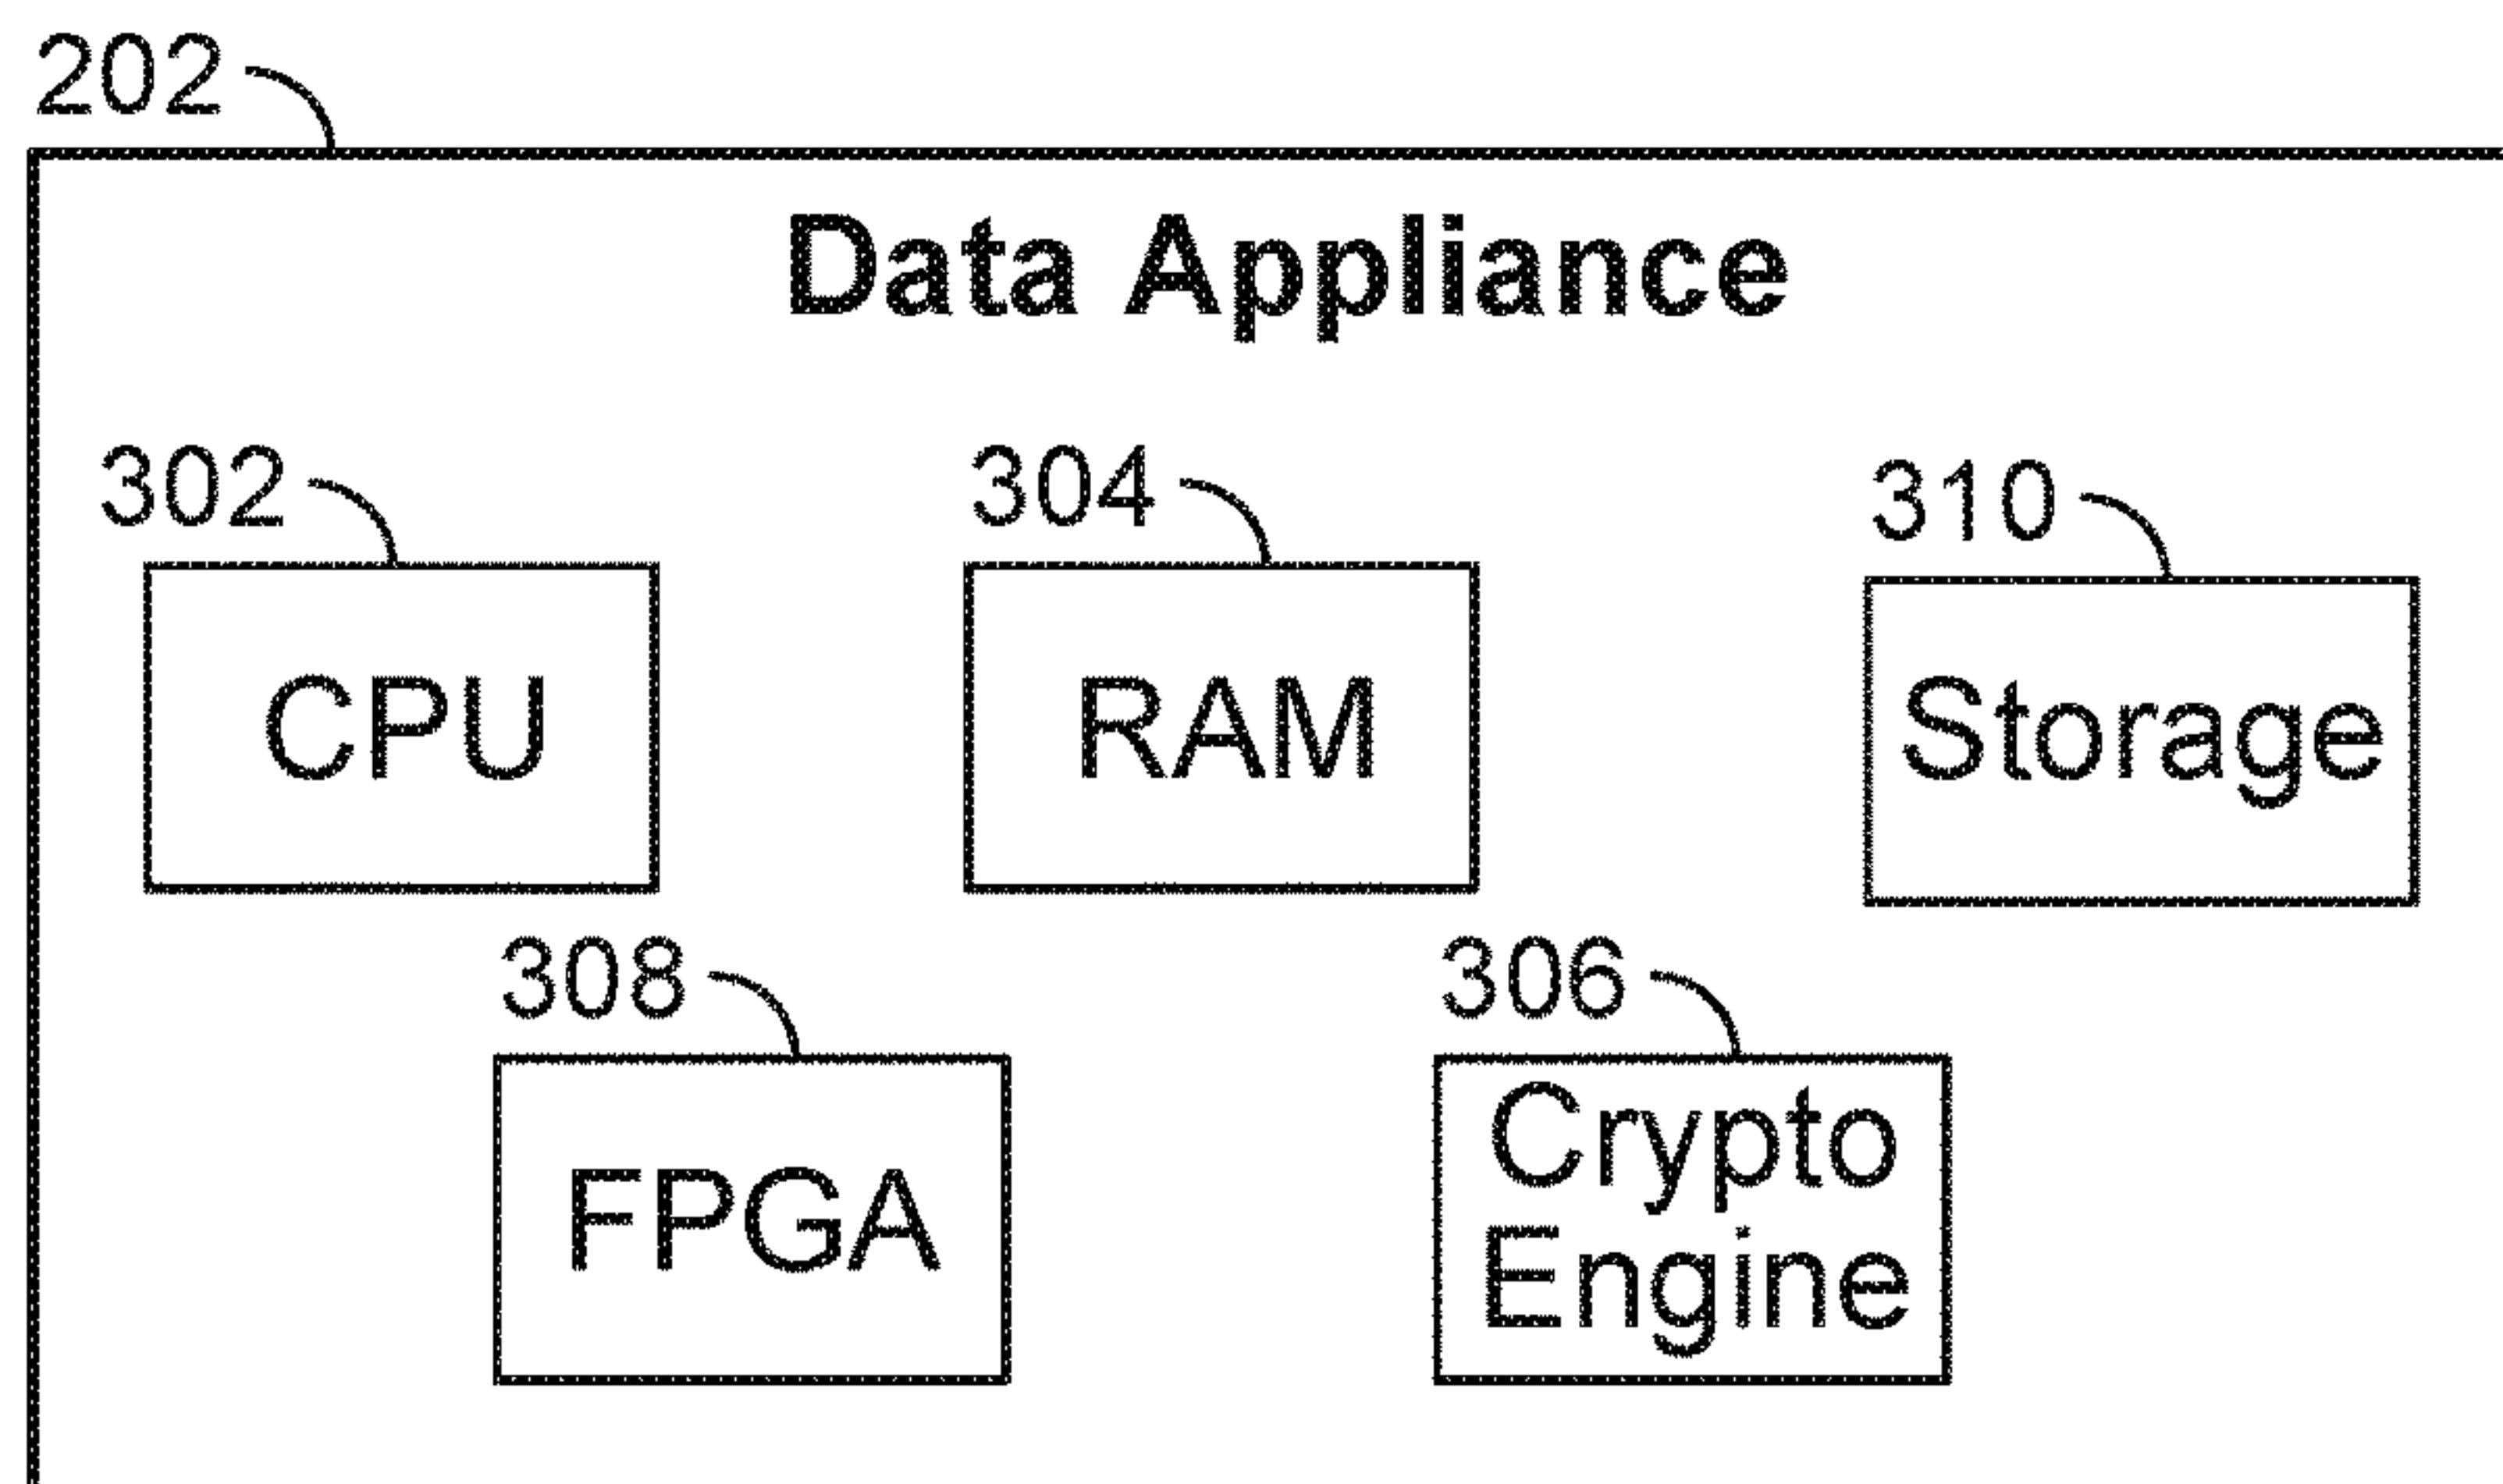 202
Data Appliance
302
304
310
CPU
RAM
Storage
308
306
FPGA
Crypto
Engine